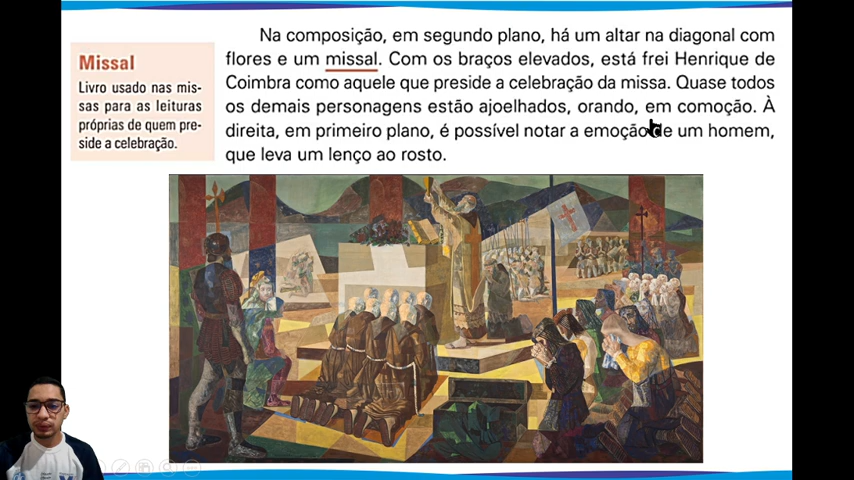 Missal
Livro usado nas mis-
sas para as leituras
próprias de quem pre-
side a celebração.
Na composição, em segundo plano, há um altar na diagonal com
flores e um missal. Com os braços elevados, está frei Henrique de
Coimbra como aquele que preside a celebração da missa. Quase todos
os demais personagens estão ajoelhados, orando, em comoção. À
direita, em primeiro plano, é possível notar a emoção de um homem,
que leva um lenço ao rosto.